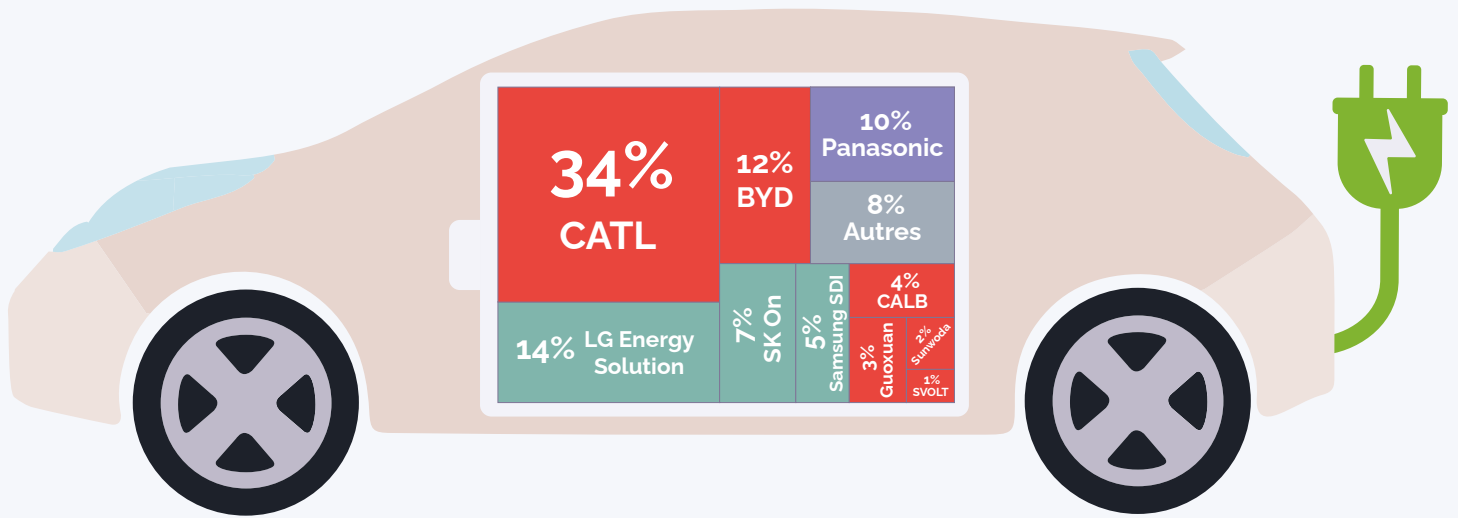 34%
CATL
12%
BYD
10%
Panasonic
8%
Autres
14%
LG Energy
Solution
7%
SK On
5%
Samsung SDI
4%
CALB
3%
Guoxuan
2%
Sunwoda
1%
SVOLT